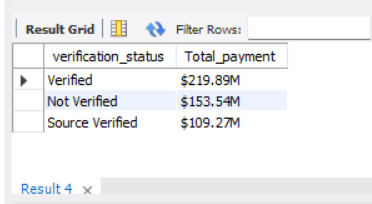 Result Grid Filter Rows:
verification_status Total_payment
Verified $219.89M
Not Verified $153.54M
Source Verified $109.27M
Result 4 ×